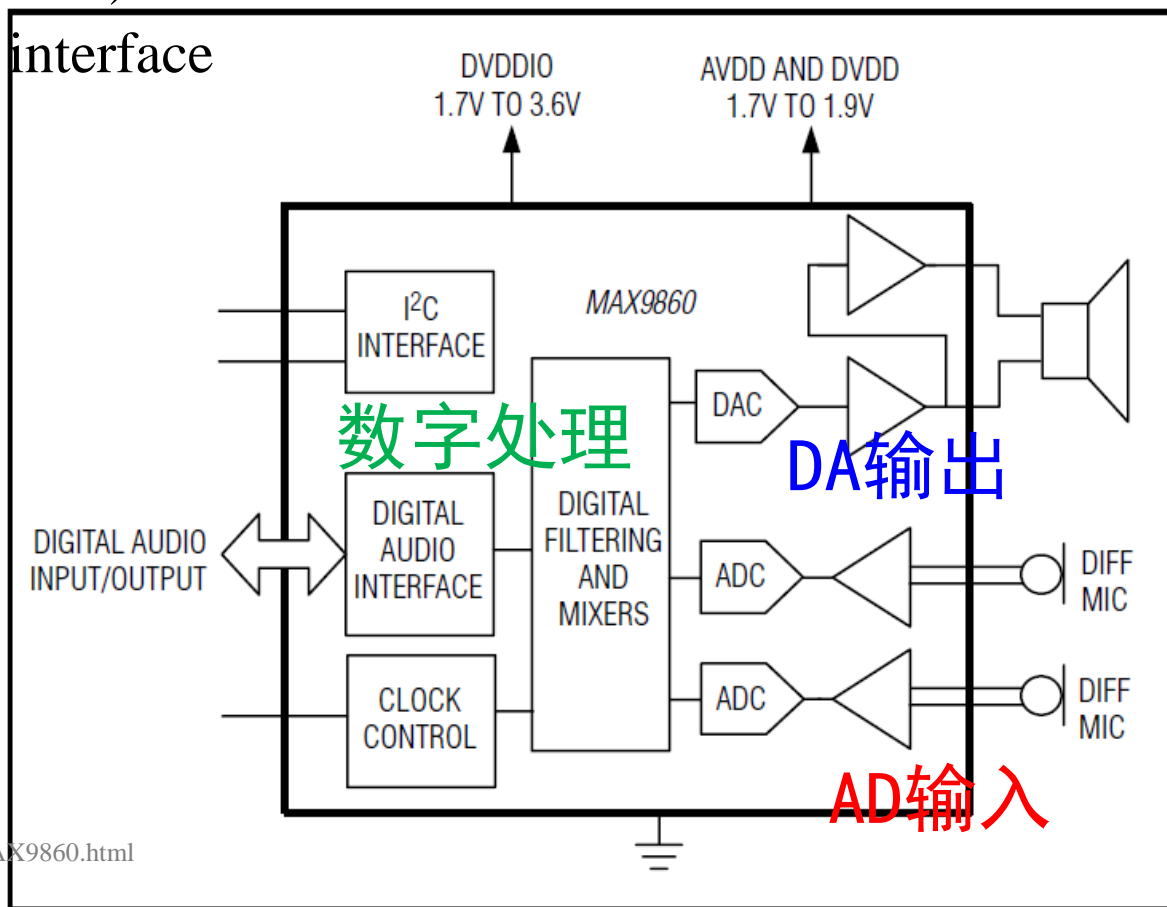 interface
DVDDIO
1.7V TO 3.6V
AVDD AND DVDD
1.7V TO 1.9V
I²C
INTERFACE
MAX9860
数字处理
DAC
DA输出
DIGITAL AUDIO
INPUT/OUTPUT
DIGITAL
AUDIO
INTERFACE
DIGITAL
FILTERING
AND
MIXERS
ADC
DIFF
MIC
CLOCK
CONTROL
ADC
DIFF
MIC
AD输入
AX9860.html